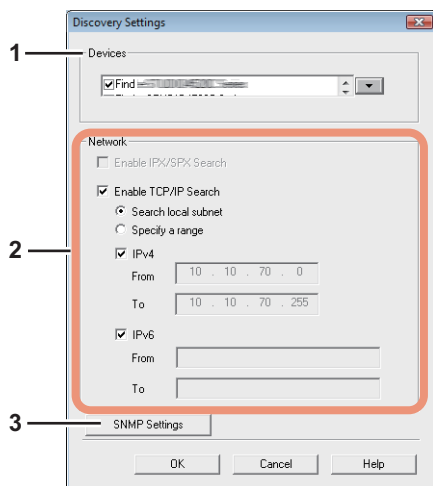 Discovery Settings
1
Devices
Find
2
Network
Enable IPX/SPX Search
Enable TCP/IP Search
Search local subnet
Specify a range
IPv4
From 10 . 10 . 70 . 0
To 10 . 10 . 70 . 255
IPv6
From
To
3
SNMP Settings
OK Cancel Help